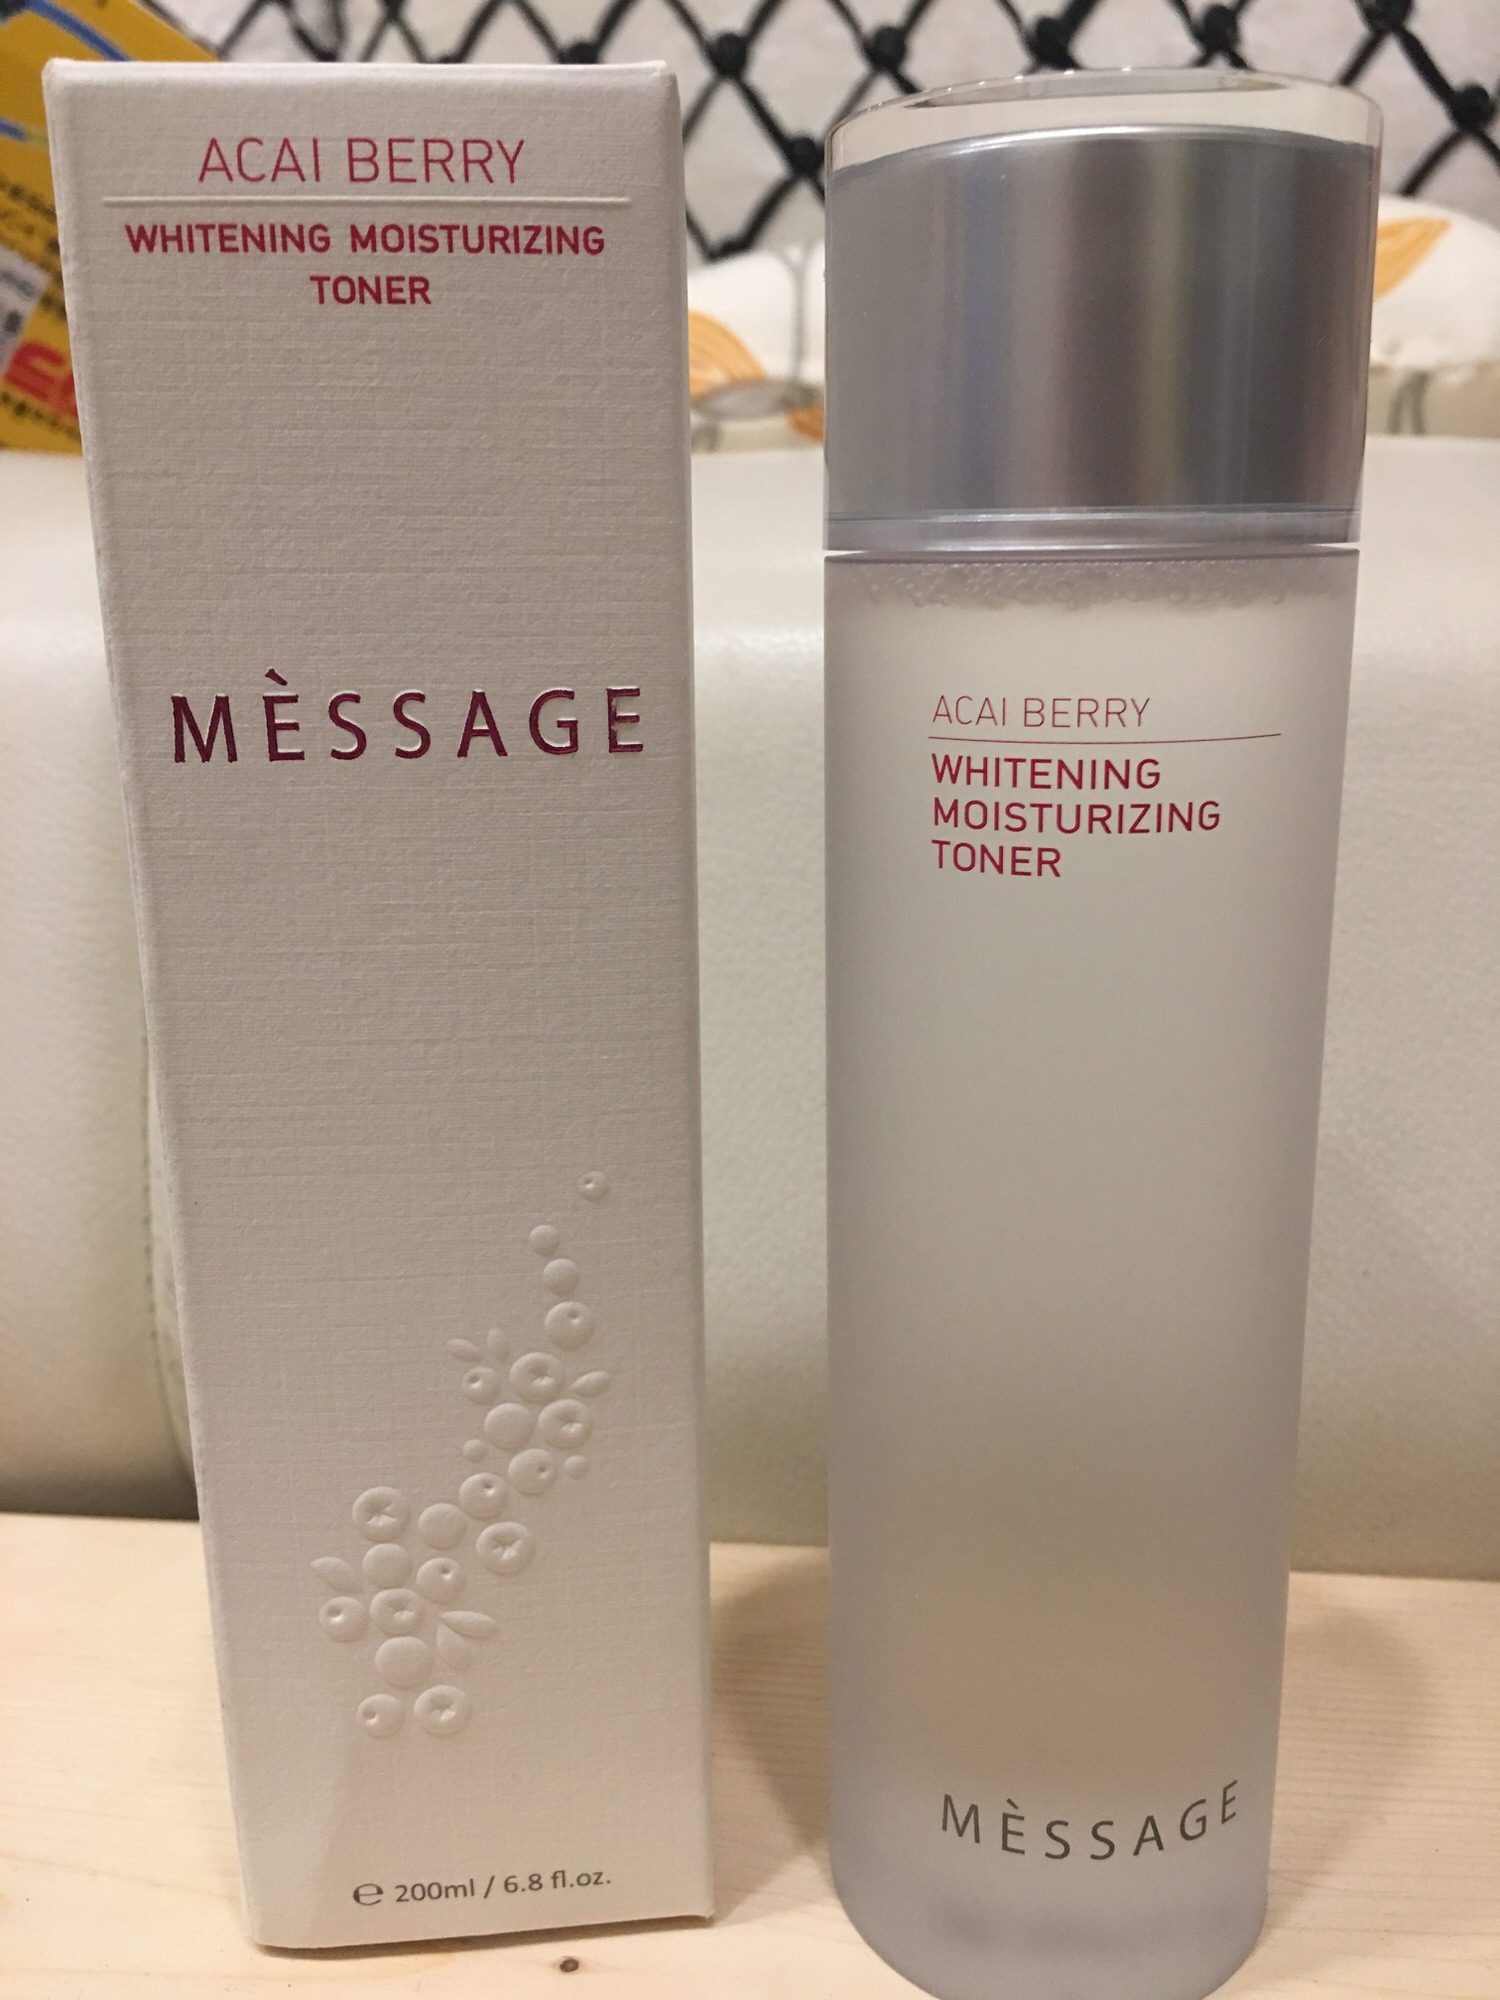 ACAI BERRY
WHITENING MOISTURIZING
TONER
MÈSSAGE
℮ 200ml / 6.8 fl.oz.
ACAI BERRY
WHITENING
MOISTURIZING
TONER
MÈSSAGE